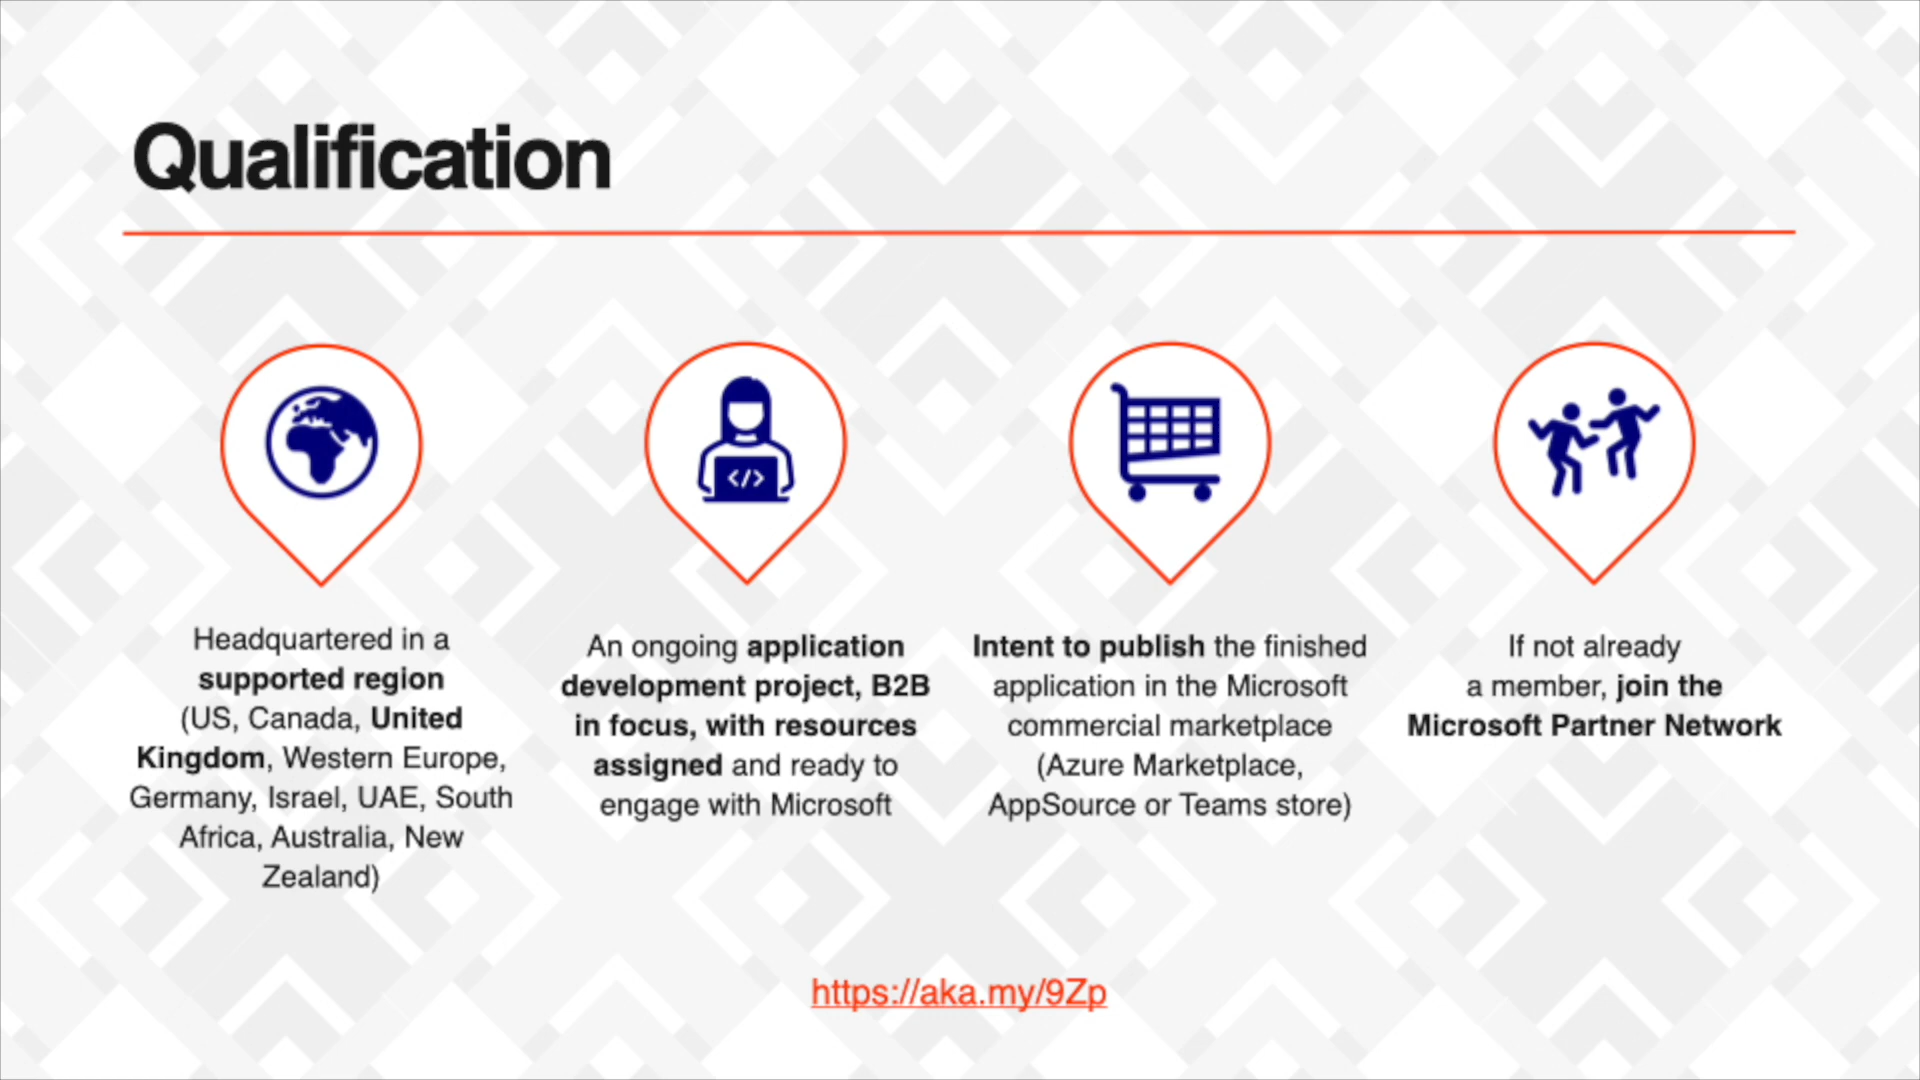 Qualification
</>
Headquartered in a
supported region
(US, Canada, United
Kingdom, Western Europe,
Germany, Israel, UAE, South
Africa, Australia, New
Zealand)
An ongoing application
development project, B2B
in focus, with resources
assigned and ready to
engage with Microsoft
Intent to publish the finished
application in the Microsoft
commercial marketplace
(Azure Marketplace,
AppSource or Teams store)
If not already
a member, join the
Microsoft Partner Network
https://aka.my/9Zp